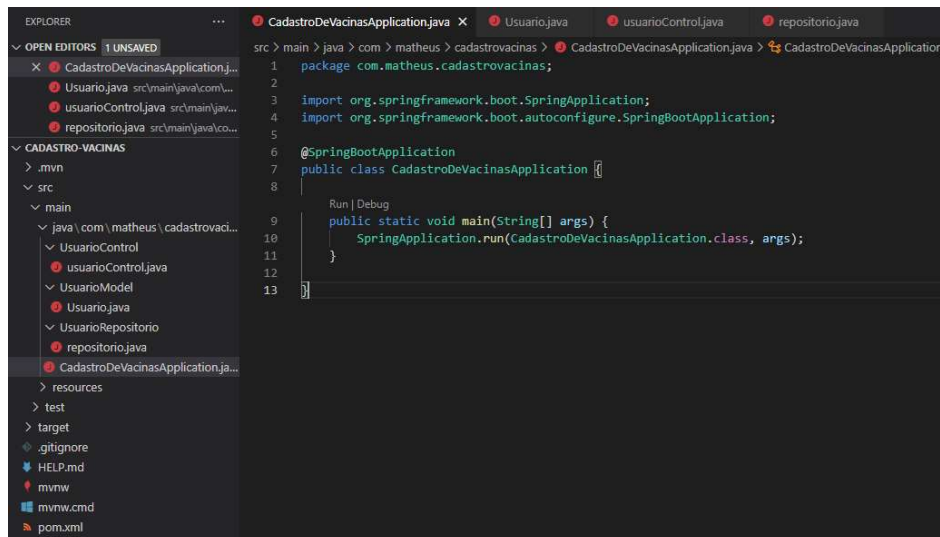 EXPLORER ...
OPEN EDITORS 1 UNSAVED
CadastroDeVacinasApplication.j...
Usuario.java src\main\java\com\...
usuarioControl.java src\main\jav...
repositorio.java src\main\java\co...
CADASTRO-VACINAS
.mvn
src
main
java\com\matheus\cadastrovaci...
UsuarioControl
usuarioControl.java
UsuarioModel
Usuario.java
UsuarioRepositorio
repositorio.java
CadastroDeVacinasApplication.ja...
resources
test
target
.gitignore
HELP.md
mvnw
mvnw.cmd
pom.xml
CadastroDeVacinasApplication.java Usuario.java usuarioControl.java repositorio.java
src > main > java > com > matheus > cadastrovacinas > CadastroDeVacinasApplication.java > CadastroDeVacinasApplication
1 package com.matheus.cadastrovacinas;
2
3 import org.springframework.boot.SpringApplication;
4 import org.springframework.boot.autoconfigure.SpringBootApplication;
5
6 @SpringBootApplication
7 public class CadastroDeVacinasApplication {
8
Run | Debug
9 public static void main(String[] args) {
10 SpringApplication.run(CadastroDeVacinasApplication.class, args);
11 }
12
13 }